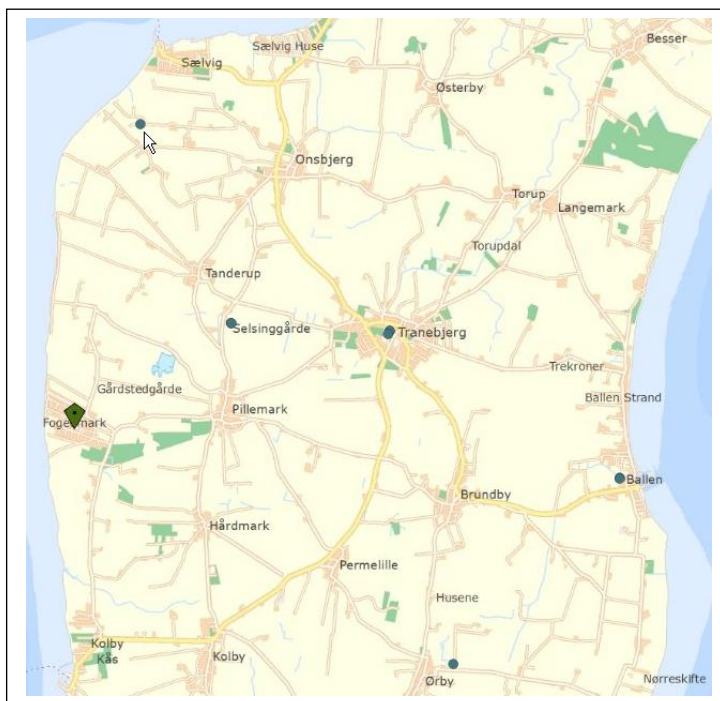 Besser
Sælvig Huse
Sælvig
Østerby
Onsbjerg
Torup
Langemark
Torupdal
Tanderup
Selsinggårde
Tranebjerg
Trekroner
Gårdstedgårde
Ballen Strand
Pillemark
Ballen
Brundby
Hårdmark
Permelille
Husene
Kolby
Kås
Kolby
Nørreskifte
Ørby